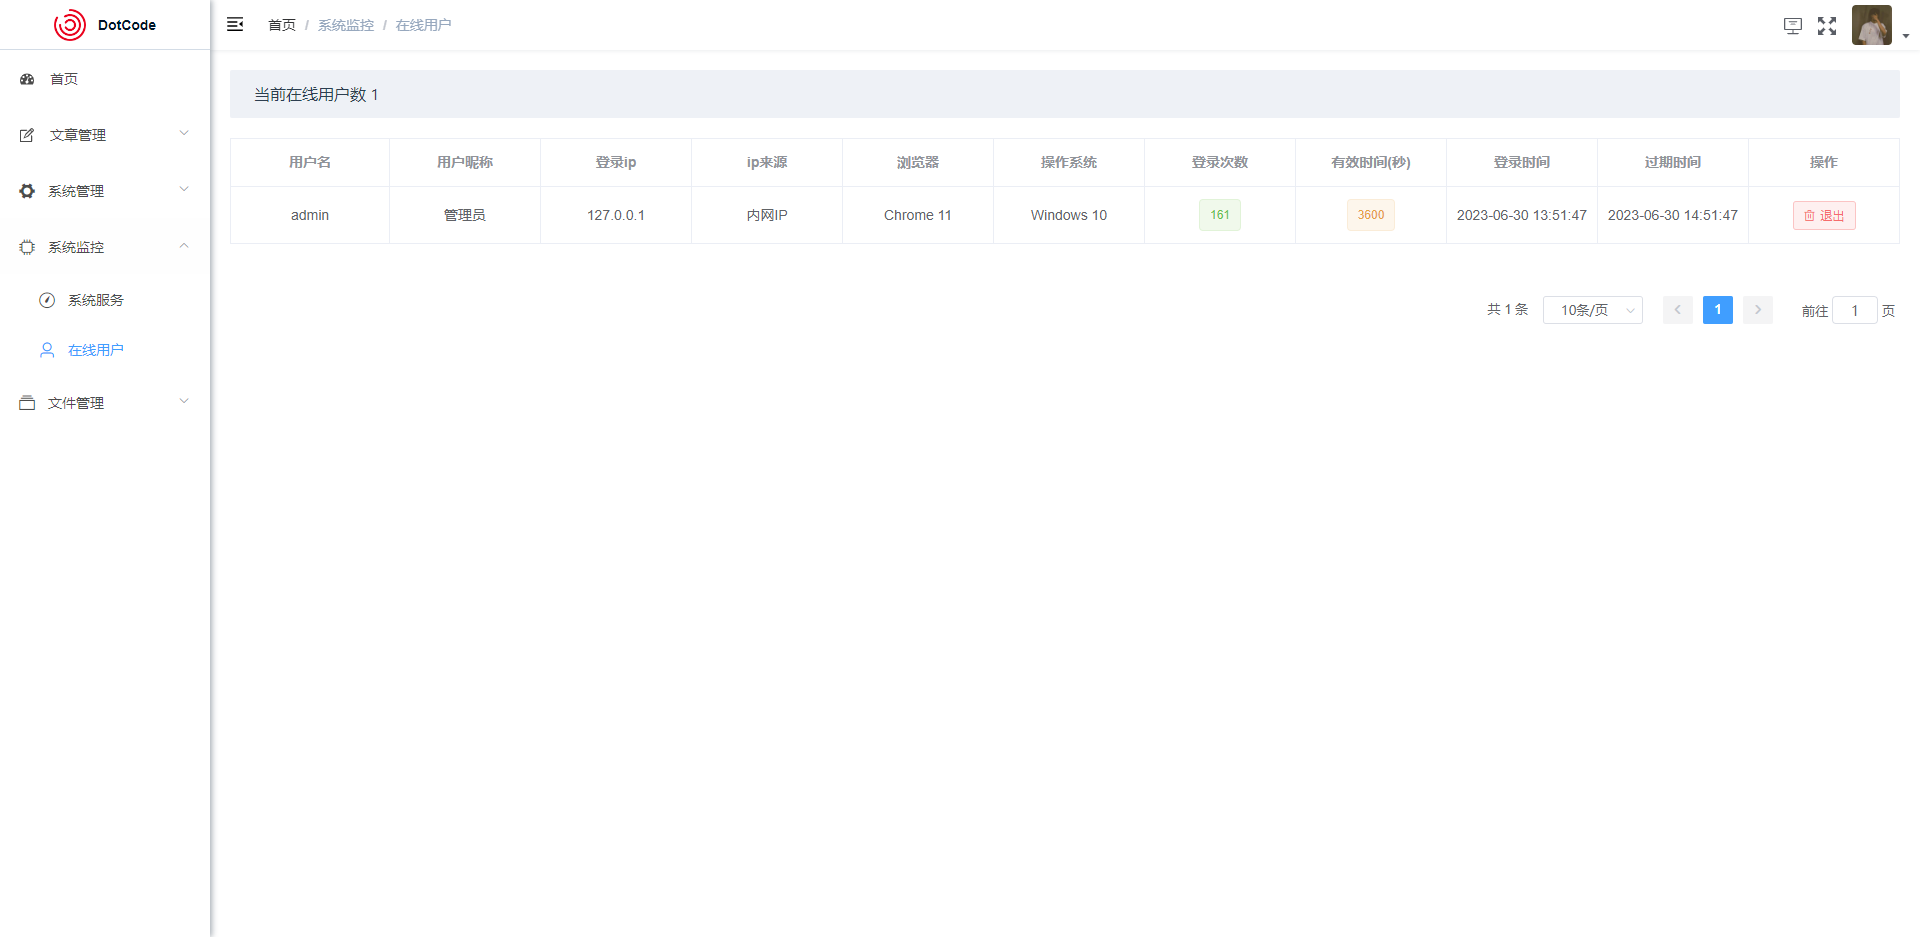 DotCode
首页 / 系统监控 / 在线用户
首页
文章管理
系统管理
系统监控
系统服务
在线用户
文件管理
当前在线用户数 1
用户名 用户昵称 登录ip ip来源 浏览器 操作系统 登录次数 有效时间(秒) 登录时间 过期时间 操作
admin 管理员 127.0.0.1 内网IP Chrome 11 Windows 10 161 3600 2023-06-30 13:51:47 2023-06-30 14:51:47 退出
共 1 条 10条/页 1 前往 1 页